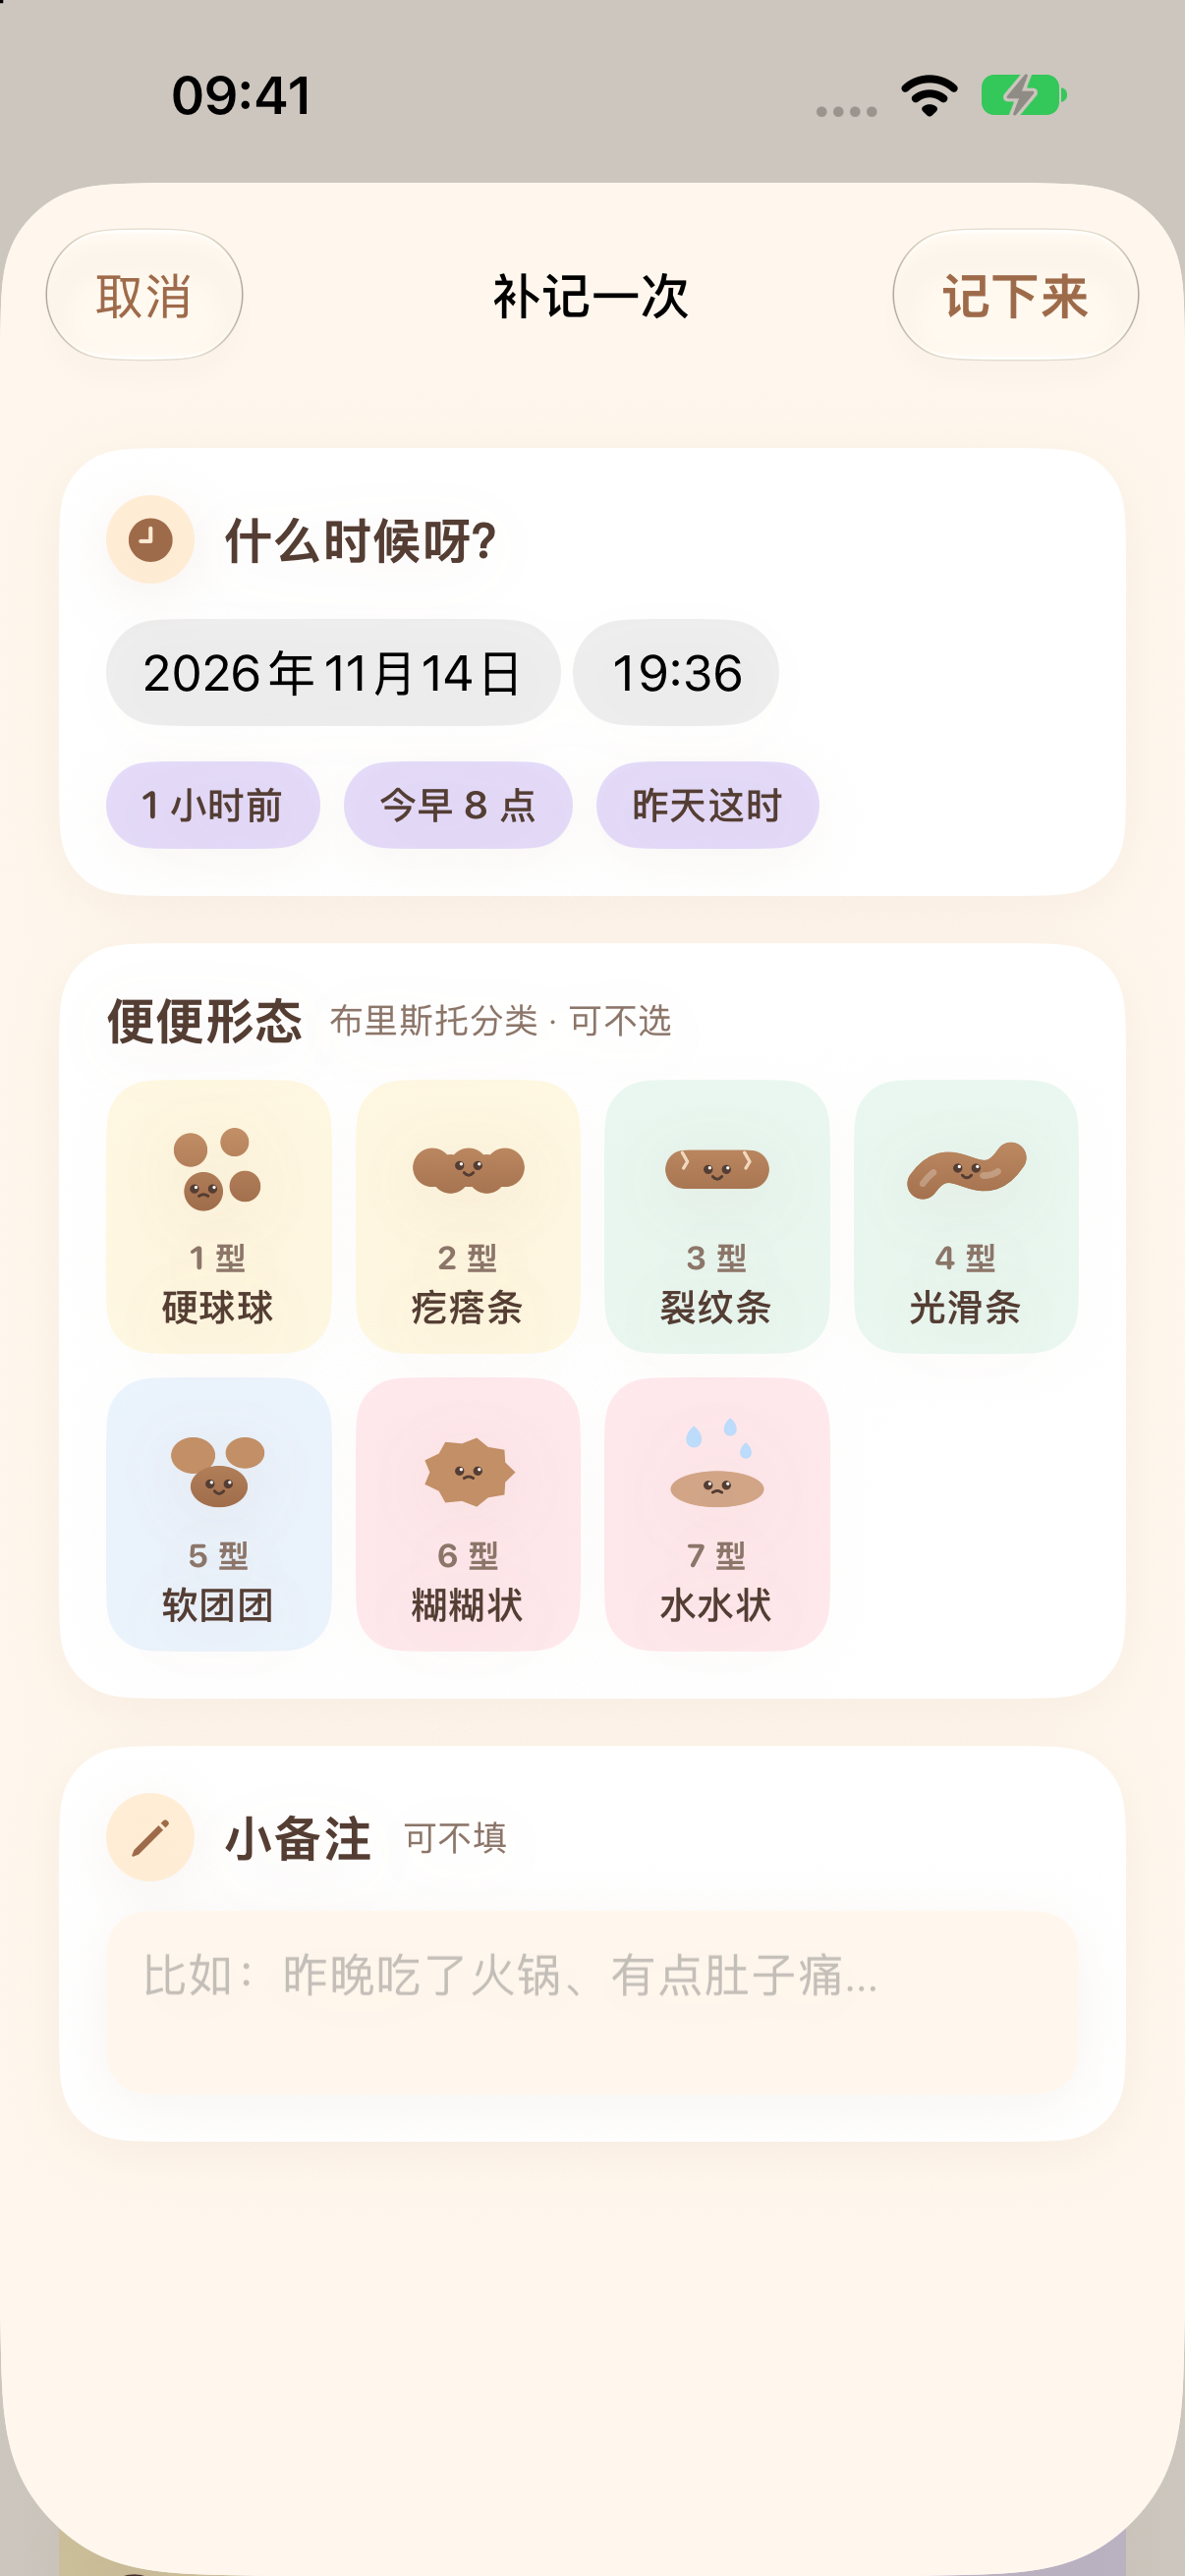 09:41
取消 补记一次 记下来
什么时候呀?
2026年11月14日 19:36
1 小时前 今早 8 点 昨天这时
便便形态 布里斯托分类 · 可不选
1 型 2 型 3 型 4 型
硬球球 疙瘩条 裂纹条 光滑条
5 型 6 型 7 型
软团团 糊糊状 水水状
小备注 可不填
比如：昨晚吃了火锅、有点肚子痛...